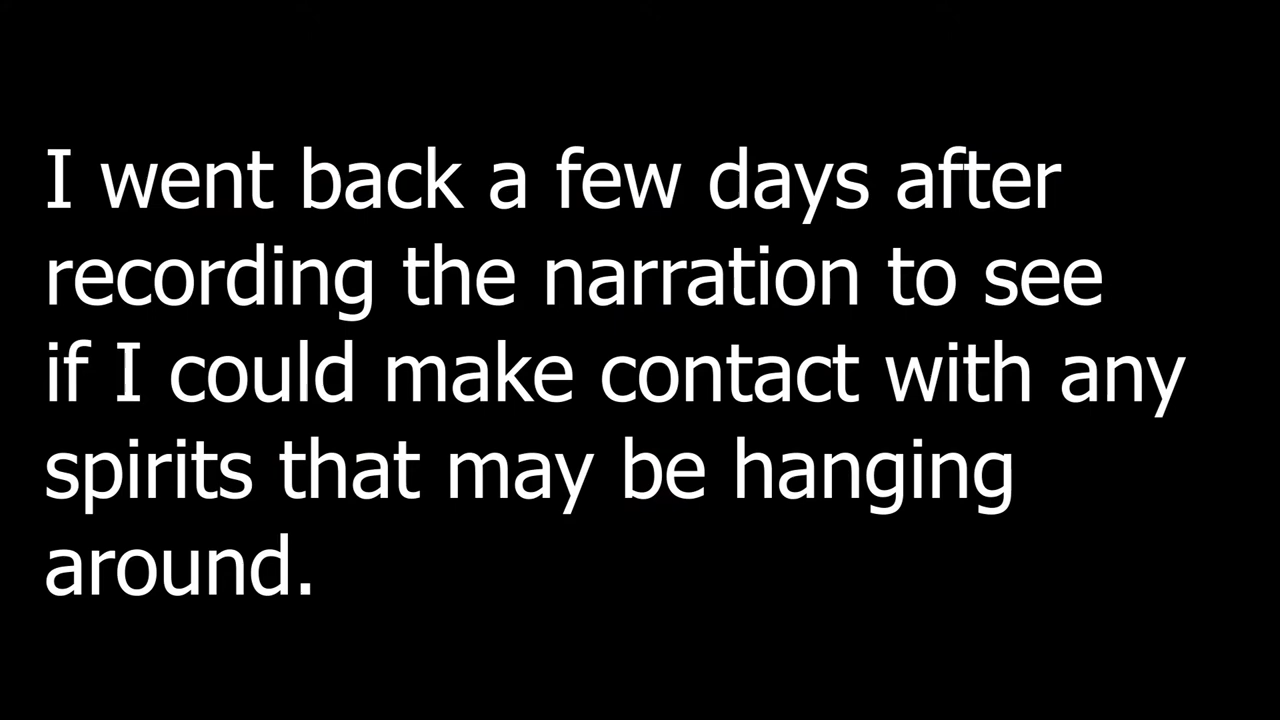 I went back a few days after
recording the narration to see
if I could make contact with any
spirits that may be hanging
around.